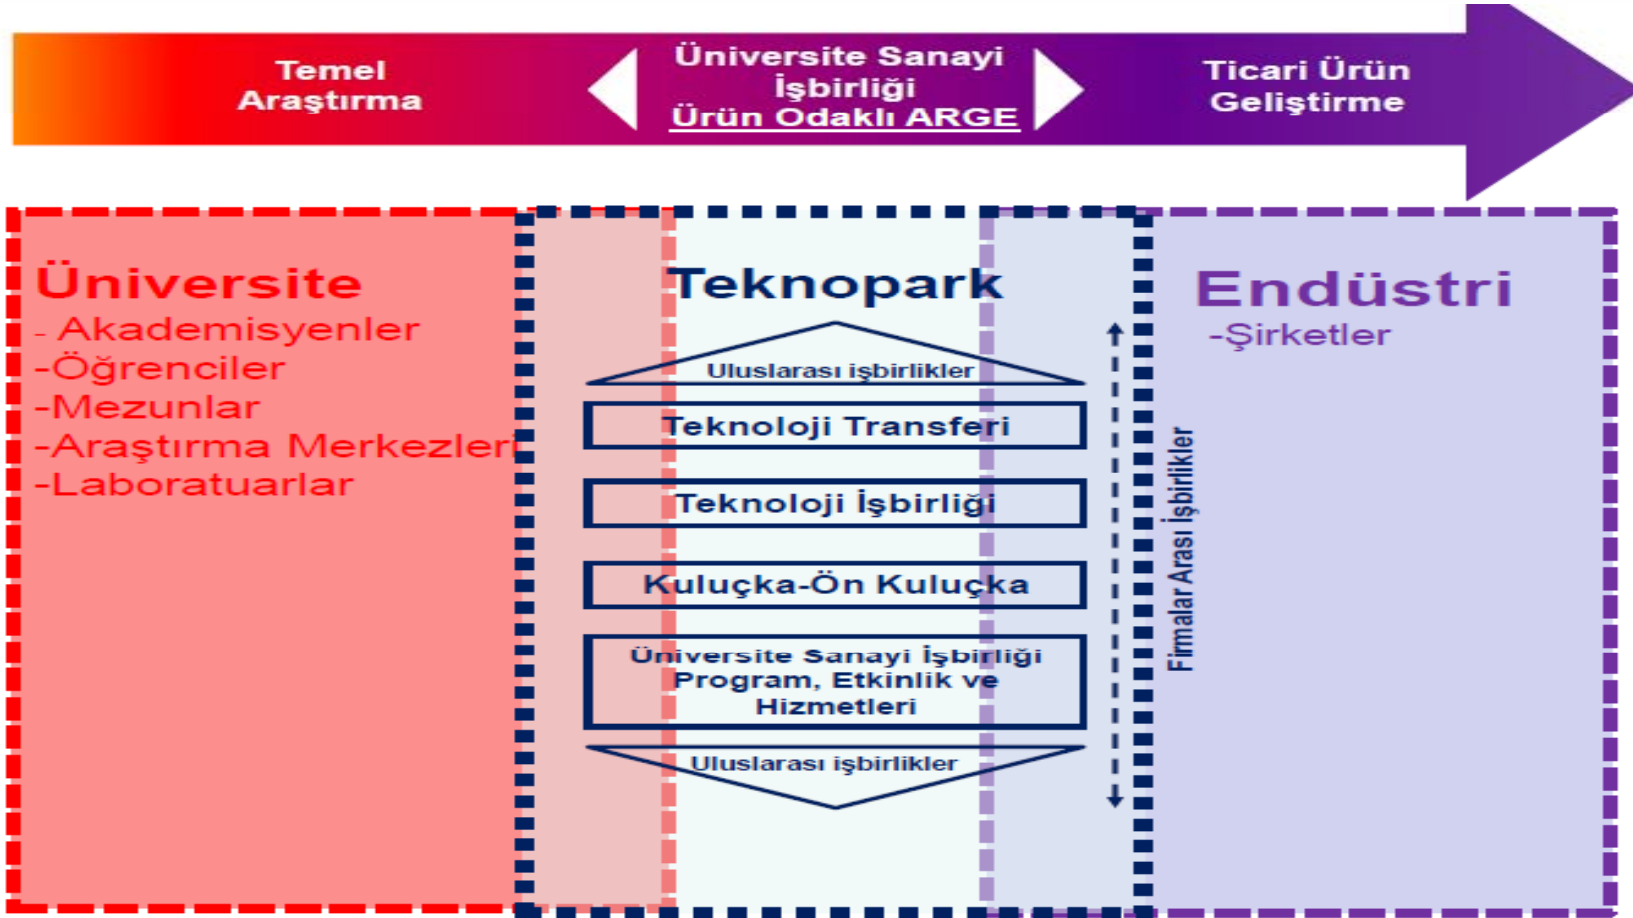 Temel
Araştırma
Üniversite Sanayi
İşbirliği
Ürün Odaklı ARGE
Ticari Ürün
Geliştirme
Üniversite
- Akademisyenler
-Öğrenciler
-Mezunlar
-Araştırma Merkezleri
-Laboratuarlar
Teknopark
Uluslarası işbirlikler
Teknoloji Transferi
Teknoloji İşbirliği
Kuluçka-Ön Kuluçka
Üniversite Sanayi İşbirliği
Program, Etkinlik ve
Hizmetleri
Uluslarası işbirlikler
Firmalar Arası İşbirlikler
Endüstri
-Şirketler